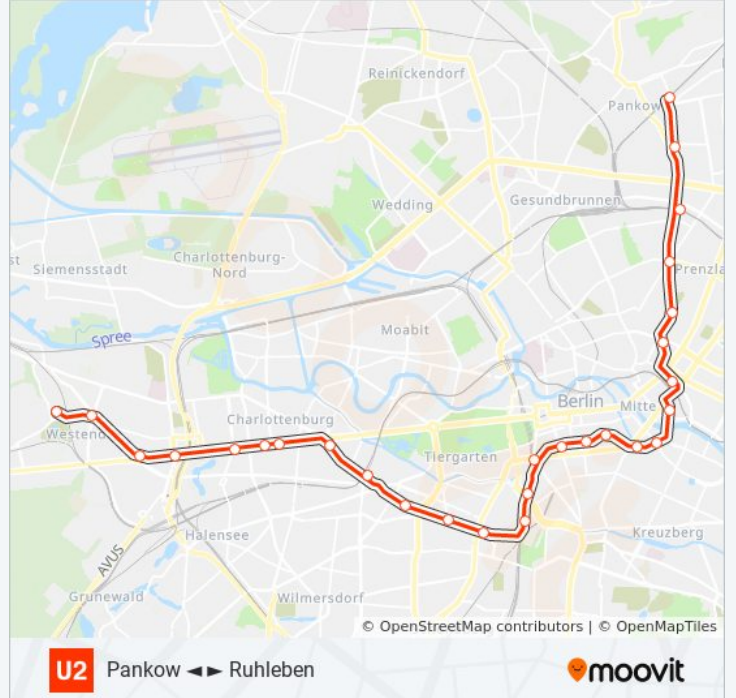 Reinickendorf
Pankow
Wedding
Gesundbrunnen
Charlottenburg-
Nord
st
Siemensstadt
Prenzla
Spree
Moabit
Berlin
Mitte
Charlottenburg
Westend
Tiergarten
Kreuzberg
Halensee
AVUS
Grunewald
Wilmersdorf
© OpenStreetMap contributors | © OpenMapTiles
U2 Pankow ◄ ► Ruhleben
moovit